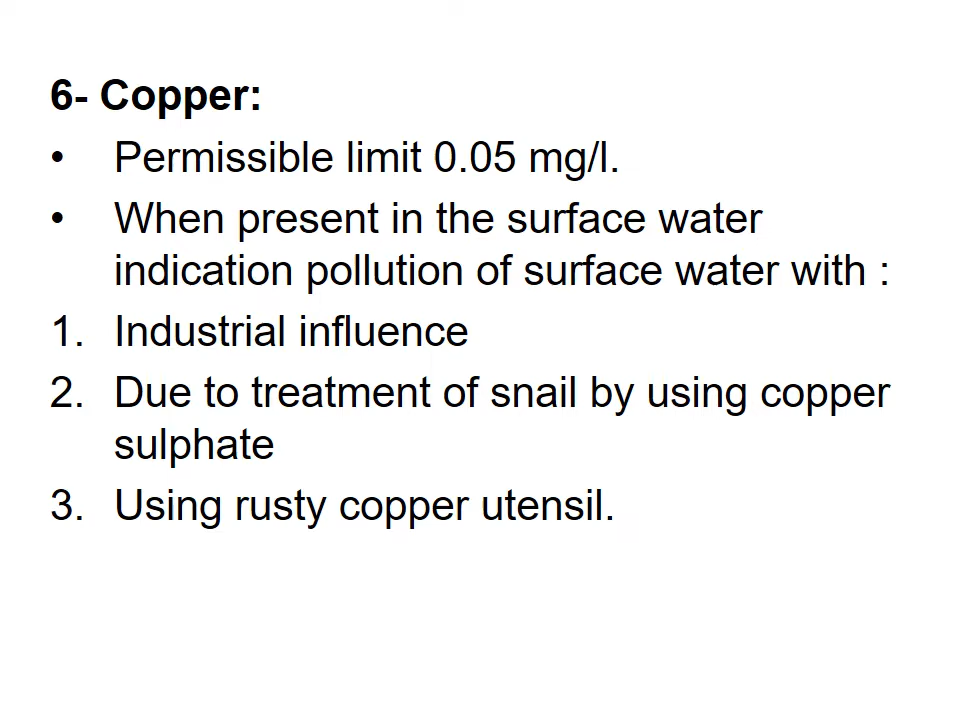 6- Copper:
• Permissible limit 0.05 mg/l.
• When present in the surface water
indication pollution of surface water with :
1. Industrial influence
2. Due to treatment of snail by using copper
sulphate
3. Using rusty copper utensil.